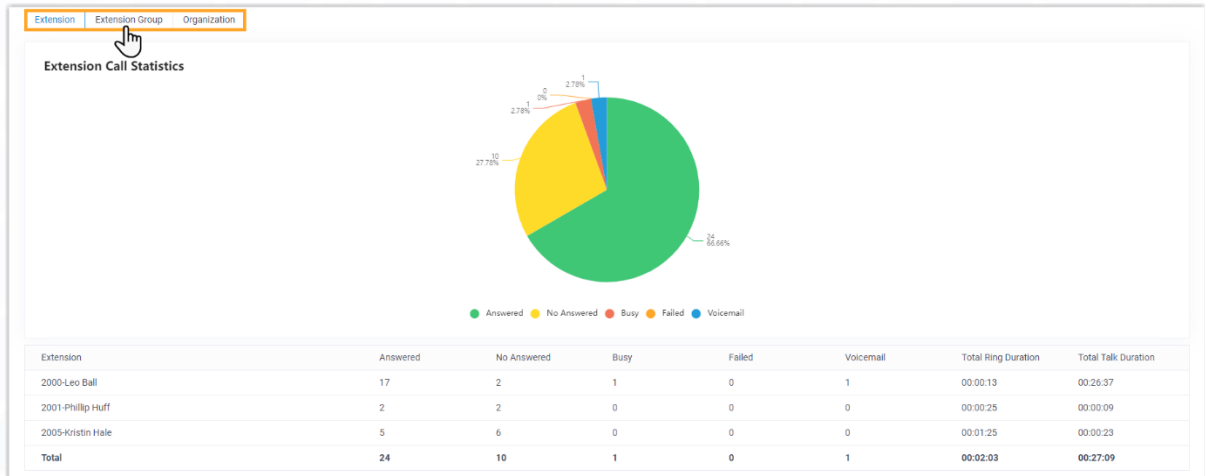 Extension Extension Group Organization
Extension Call Statistics
1
2.78%
0
0%
1
2.78%
10
27.78%
24
66.66%
Answered No Answered Busy Failed Voicemail
Extension Answered No Answered Busy Failed Voicemail Total Ring Duration Total Talk Duration
2000-Leo Ball 17 2 1 0 1 00:00:13 00:26:37
2001-Phillip Huff 2 2 0 0 0 00:00:25 00:00:09
2005-Kristin Hale 5 6 0 0 0 00:01:25 00:00:23
Total 24 10 1 0 1 00:02:03 00:27:09